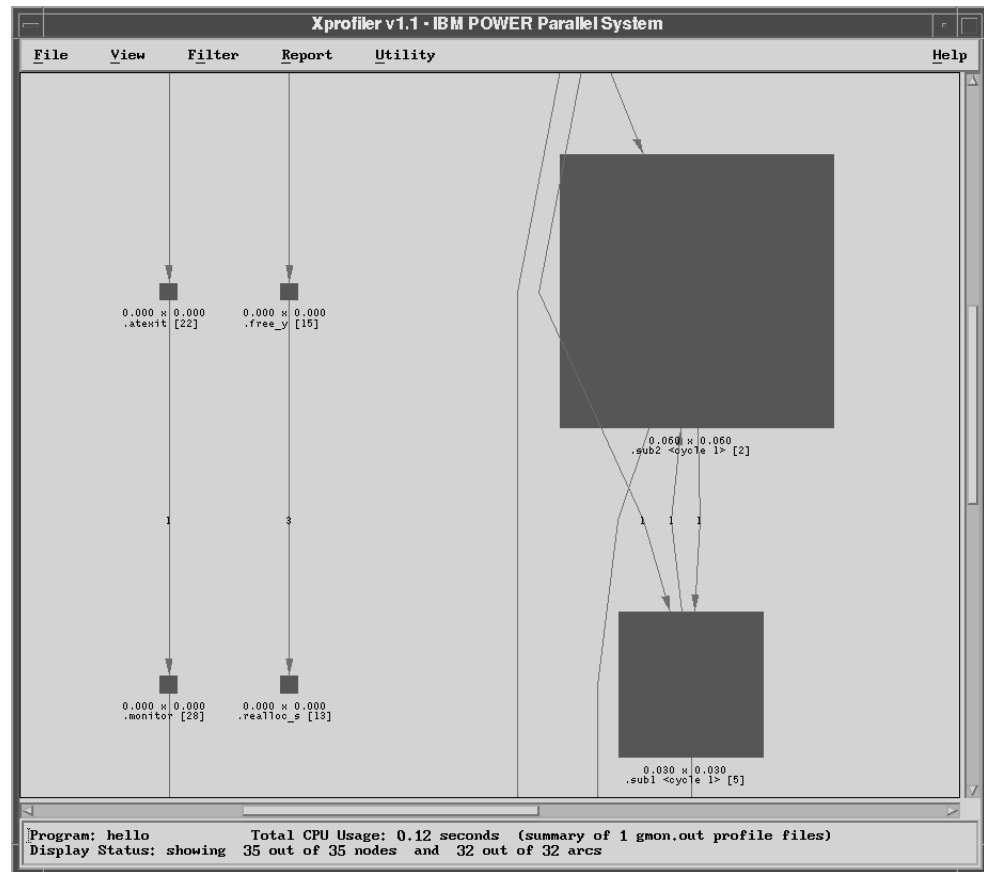 Xprofiler v1.1 - IBM POWER Parallel System
File View Filter Report Utility Help
0.000 x 0.000
.atexit [22]
0.000 x 0.000
.free_y [15]
0.060 x 0.060
.sub2 <cycle 1> [2]
1
3
1
1
1
0.000 x 0.000
.monitor [28]
0.000 x 0.000
.realloc_s [13]
0.030 x 0.030
.sub1 <cycle 1> [5]
Program: hello Total CPU Usage: 0.12 seconds (summary of 1 gmon.out profile files)
Display Status: showing 35 out of 35 nodes and 32 out of 32 arcs